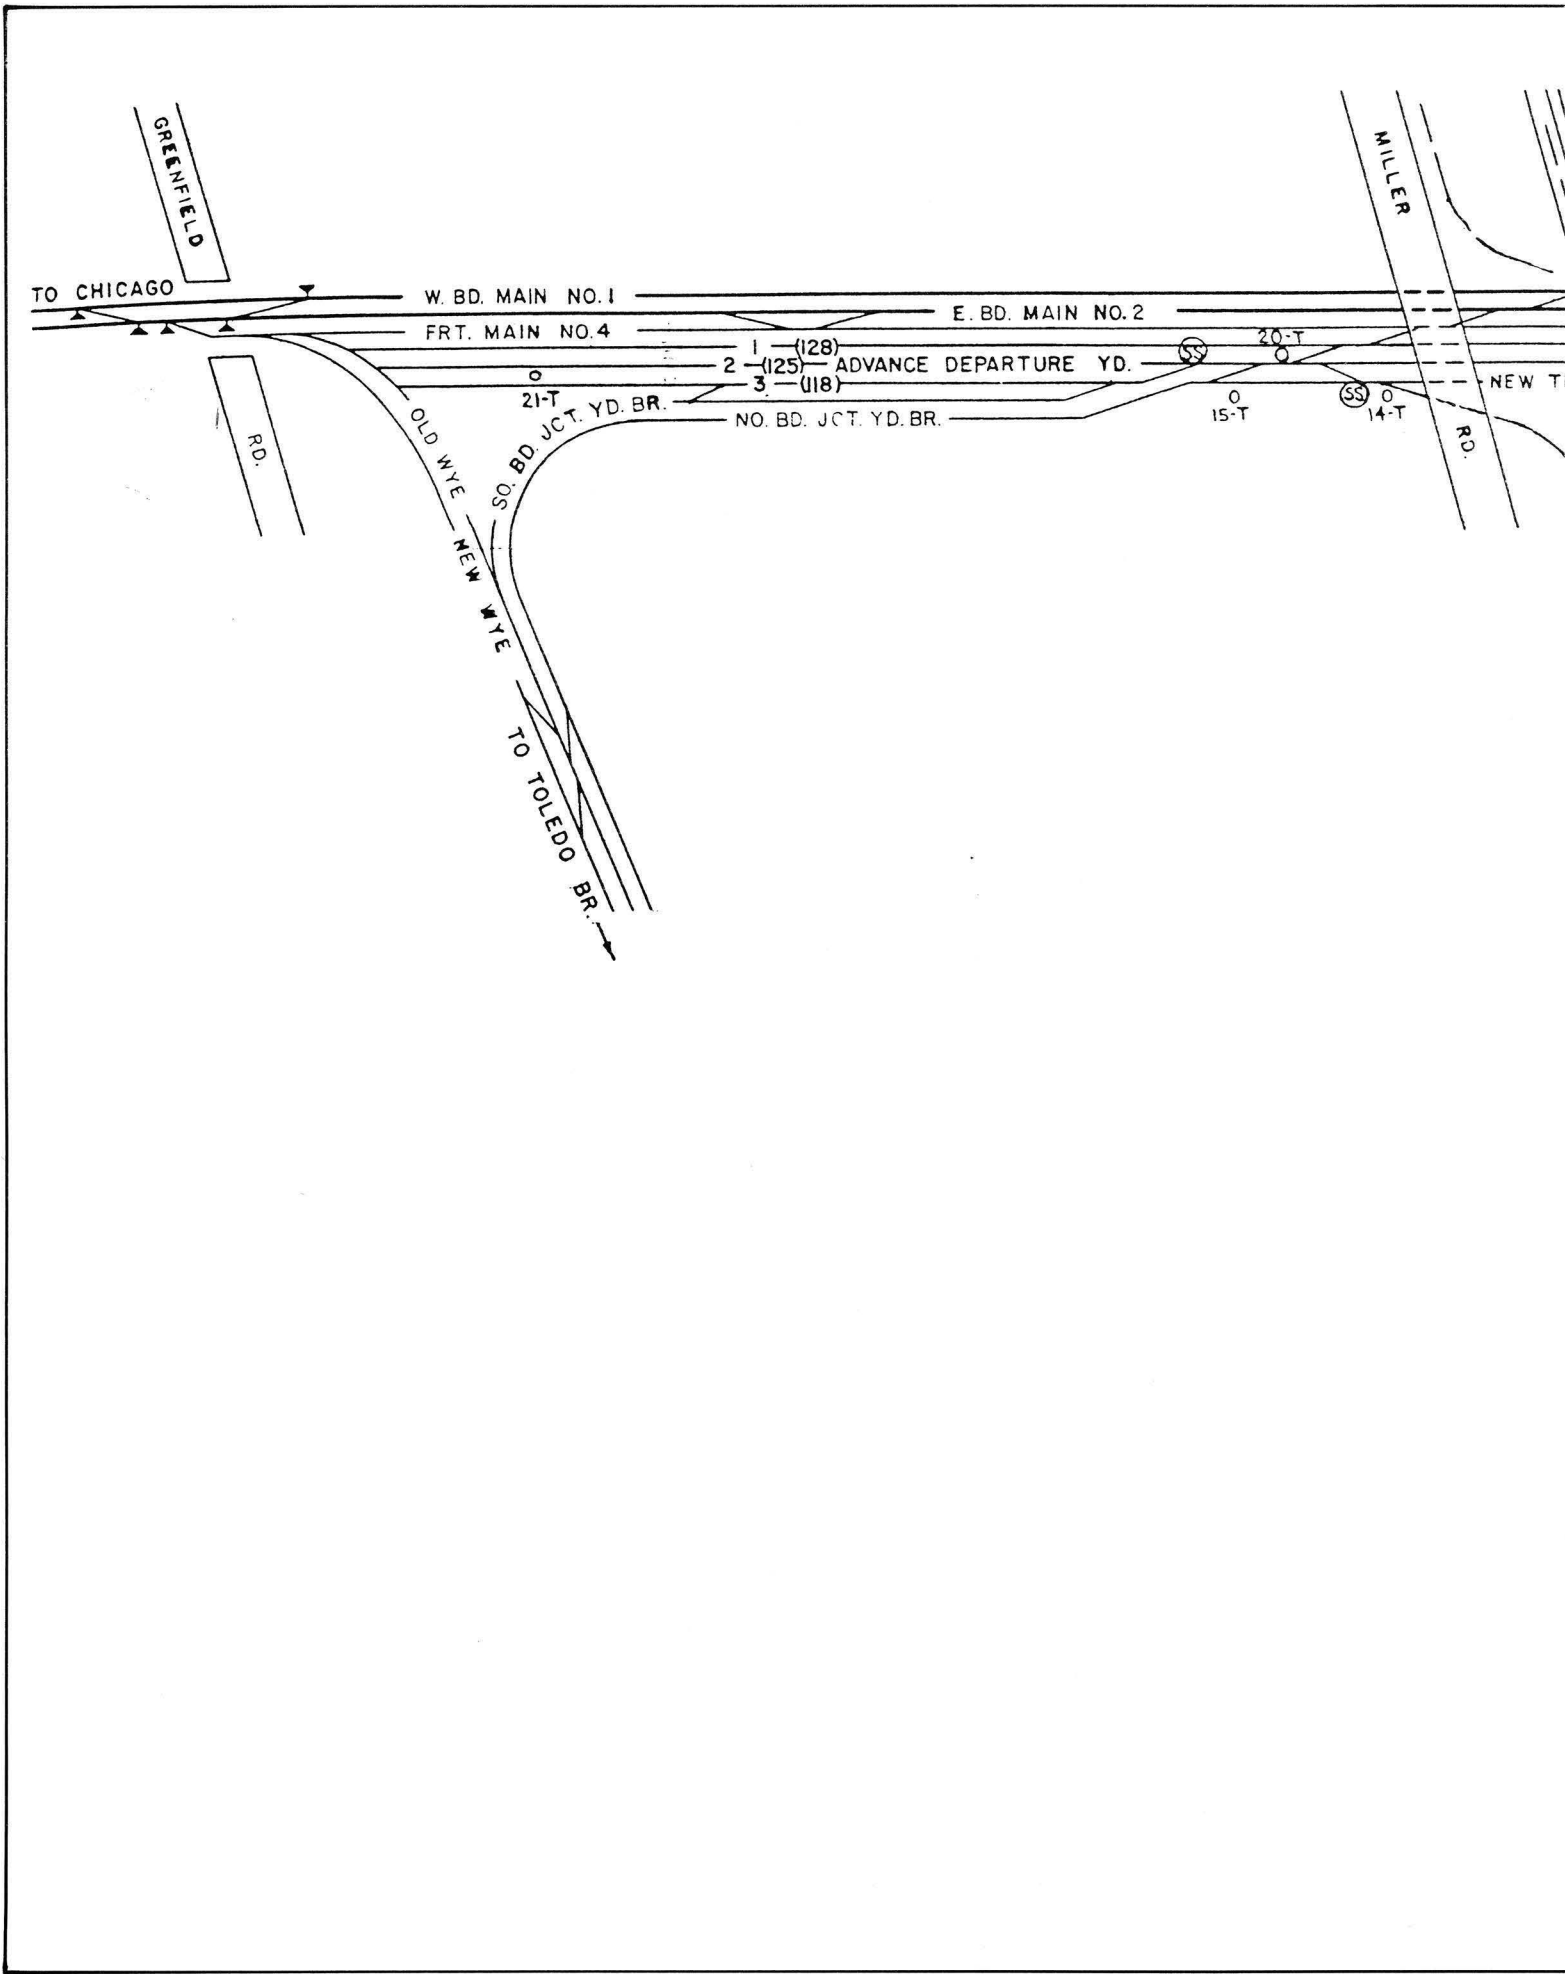 GREENFIELD
MILLER
TO CHICAGO
W. BD. MAIN NO. 1
E. BD. MAIN NO. 2
FRT. MAIN NO. 4
1 (128)
20-T
SS
2 (125) ADVANCE DEPARTURE YD.
3 (118)
NEW
21-T
SS
15-T
14-T
SO. BD. JCT. YD. BR.
NO. BD. JCT. YD. BR.
OLD WYE
RD.
RD.
NEW WYE
TO TOLEDO BR.